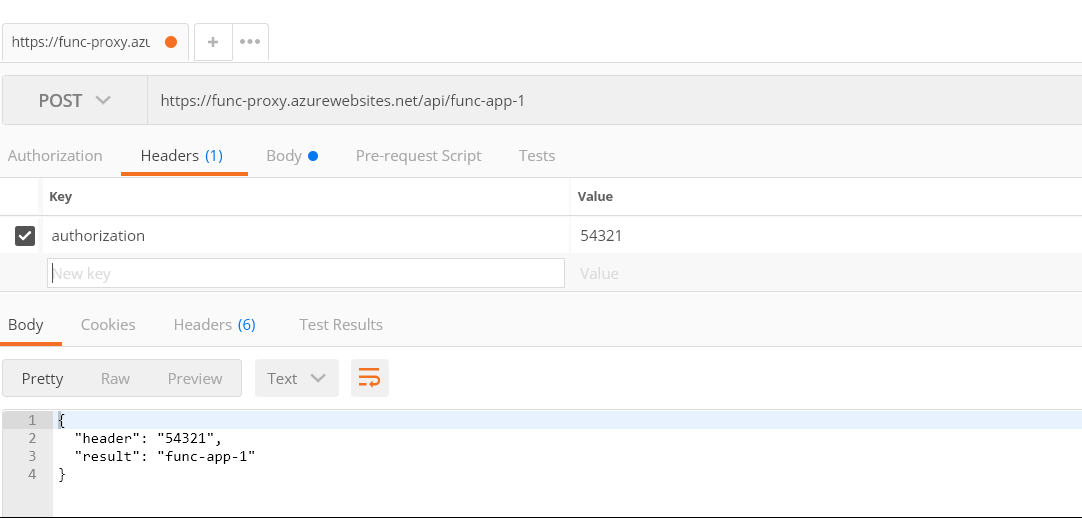 https://func-proxy.azu
+ •••
POST https://func-proxy.azurewebsites.net/api/func-app-1
Authorization Headers (1) Body Pre-request Script Tests
Key Value
authorization 54321
New key Value
Body Cookies Headers (6) Test Results
Pretty Raw Preview Text
1 {
2 "header": "54321",
3 "result": "func-app-1"
4 }